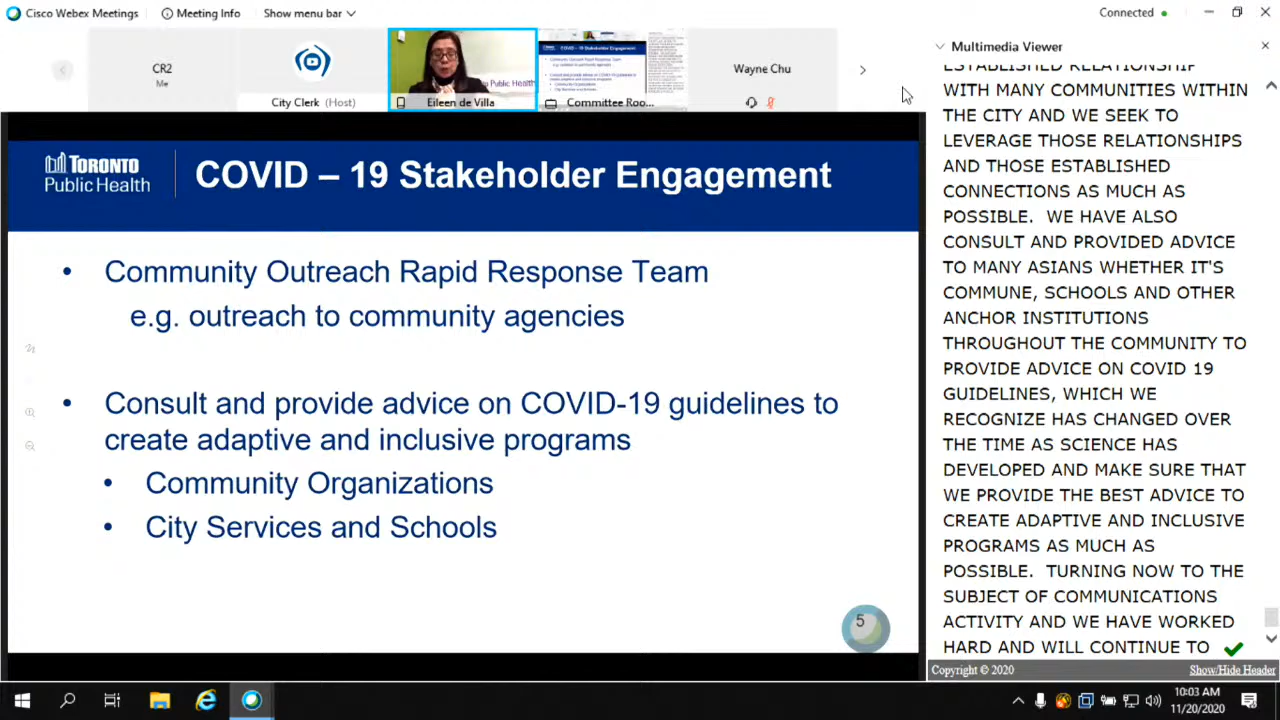 Cisco Webex Meetings
Meeting Info
Show menu bar
Connected
CR2
Me
City Clerk (Host)
Public Health
Eileen de Villa
COVID – 19 Stakeholder Engagement
Committee Roo...
Wayne Chu
TORONTO
Public Health
COVID – 19 Stakeholder Engagement
• Community Outreach Rapid Response Team
e.g. outreach to community agencies
• Consult and provide advice on COVID-19 guidelines to
create adaptive and inclusive programs
• Community Organizations
• City Services and Schools
5
Multimedia Viewer
WITH MANY COMMUNITIES WITHIN
THE CITY AND WE SEEK TO
LEVERAGE THOSE RELATIONSHIPS
AND THOSE ESTABLISHED
CONNECTIONS AS MUCH AS
POSSIBLE. WE HAVE ALSO
CONSULT AND PROVIDED ADVICE
TO MANY ASIANS WHETHER IT'S
COMMUNE, SCHOOLS AND OTHER
ANCHOR INSTITUTIONS
THROUGHOUT THE COMMUNITY TO
PROVIDE ADVICE ON COVID 19
GUIDELINES, WHICH WE
RECOGNIZE HAS CHANGED OVER
THE TIME AS SCIENCE HAS
DEVELOPED AND MAKE SURE THAT
WE PROVIDE THE BEST ADVICE TO
CREATE ADAPTIVE AND INCLUSIVE
PROGRAMS AS MUCH AS
POSSIBLE. TURNING NOW TO THE
SUBJECT OF COMMUNICATIONS
ACTIVITY AND WE HAVE WORKED
HARD AND WILL CONTINUE TO
Copyright © 2020
Show/Hide Header
10:03 AM
11/20/2020